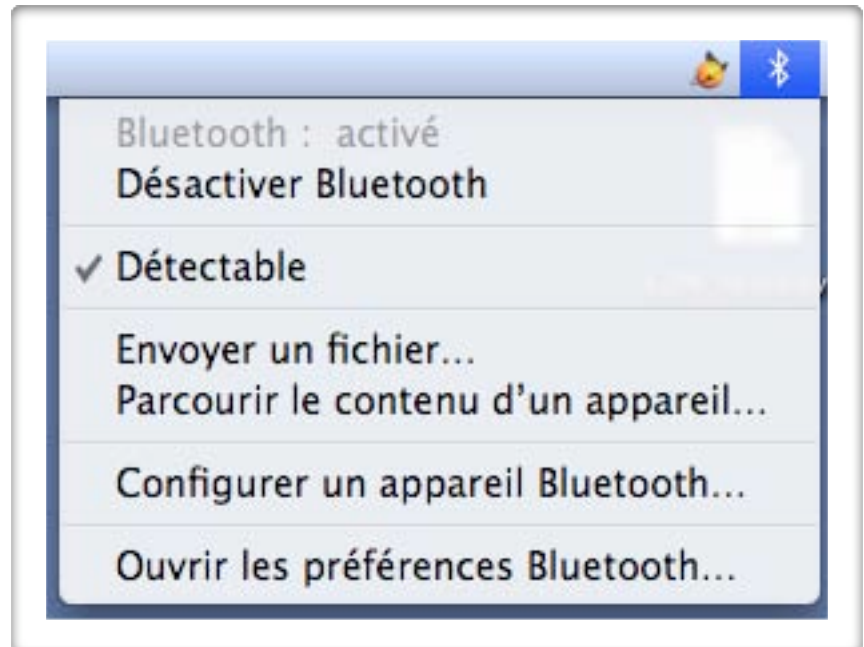 Bluetooth : activé
Désactiver Bluetooth
✓ Détectable
Envoyer un fichier...
Parcourir le contenu d’un appareil...
Configurer un appareil Bluetooth...
Ouvrir les préférences Bluetooth...